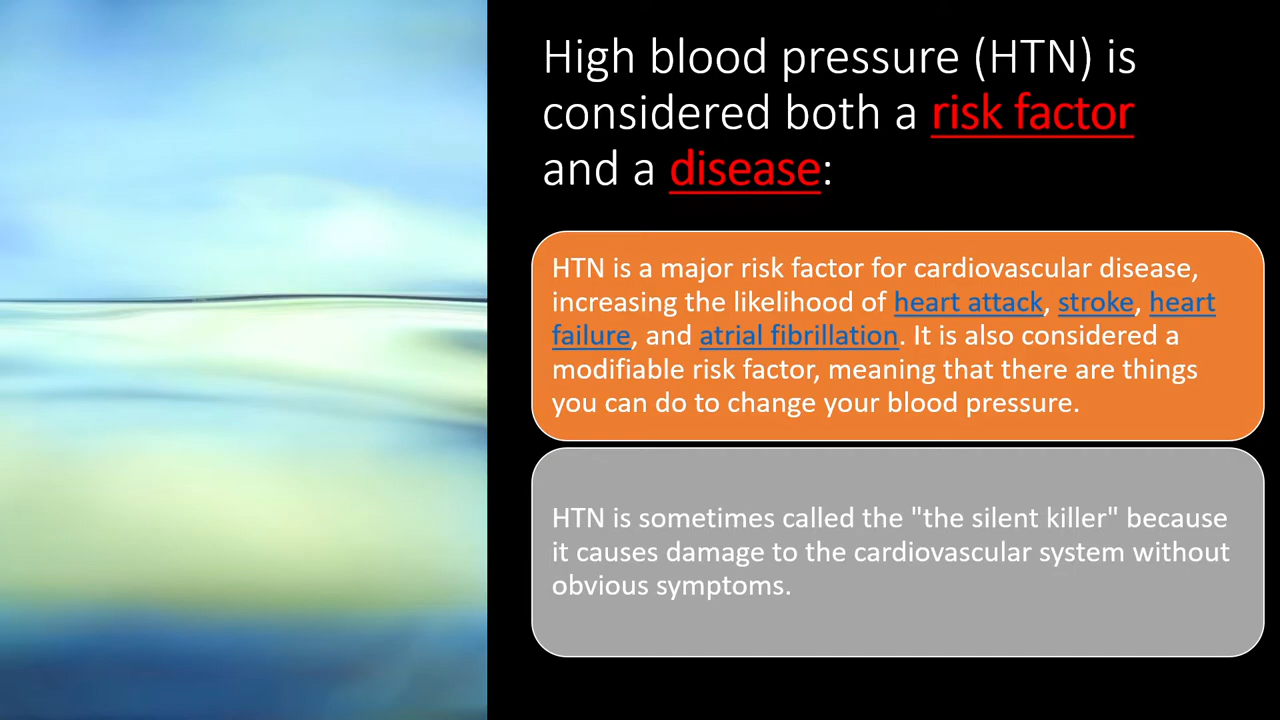 High blood pressure (HTN) is
considered both a risk factor
and a disease:
HTN is a major risk factor for cardiovascular disease,
increasing the likelihood of heart attack, stroke, heart
failure, and atrial fibrillation. It is also considered a
modifiable risk factor, meaning that there are things
you can do to change your blood pressure.
HTN is sometimes called the "the silent killer" because
it causes damage to the cardiovascular system without
obvious symptoms.